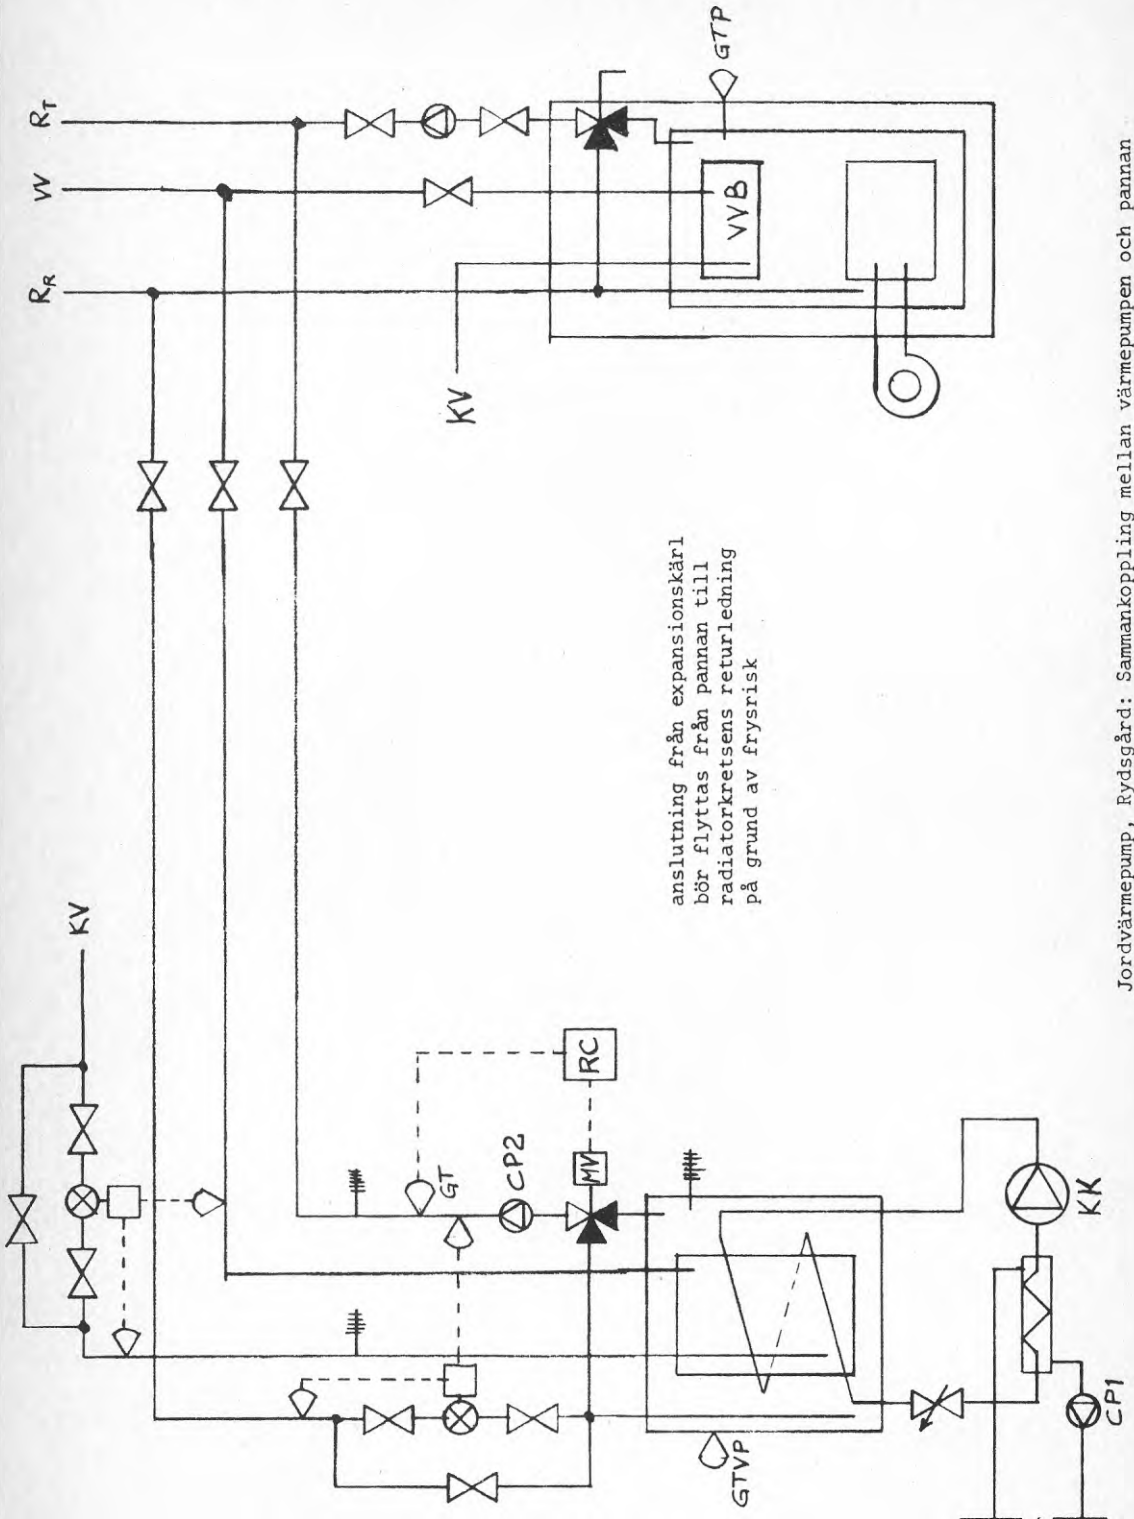 R_T
VV
R_R
GTP
VVB
KV
KV
anslutning från expansionskärl
bör flyttas från pannan till
radiatorkretsens returledning
på grund av frysrisk
RC
MV
CP2
GT
GTVP
KK
CP1
Jordvärmepump, Rydsgård: Sammankoppling mellan värmepumpen och pannan